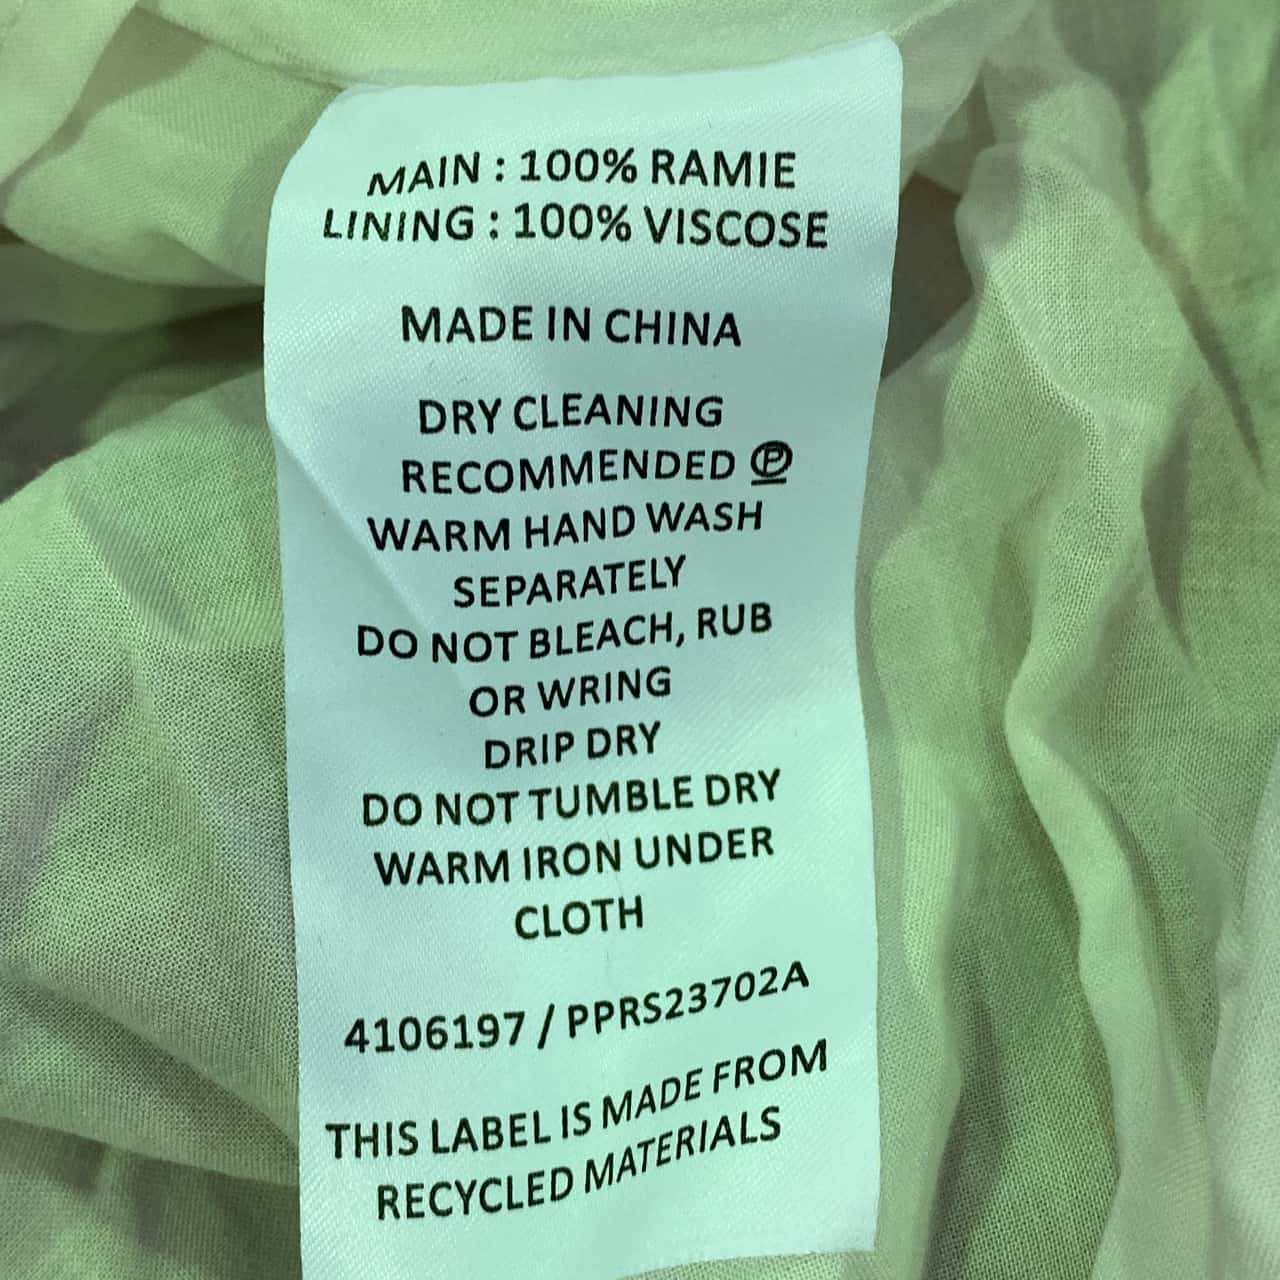 MAIN : 100% RAMIE
LINING : 100% VISCOSE
MADE IN CHINA
DRY CLEANING
RECOMMENDED Ⓟ
WARM HAND WASH
SEPARATELY
DO NOT BLEACH, RUB
OR WRING
DRIP DRY
DO NOT TUMBLE DRY
WARM IRON UNDER
CLOTH
4106197 / PPRS23702A
THIS LABEL IS MADE FROM
RECYCLED MATERIALS